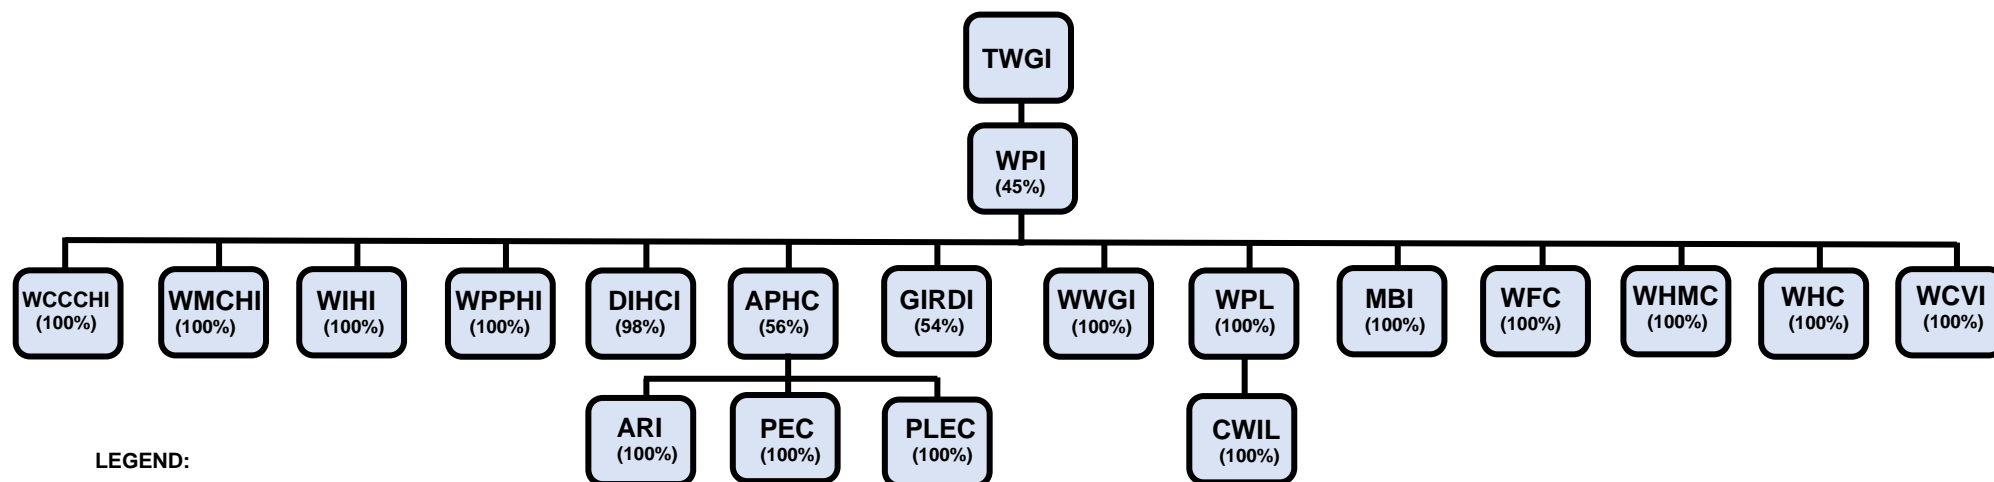 TWGI
WPI
(45%)
WCCCHI
(100%)
WMCHI
(100%)
WIHI
(100%)
WPPHI
(100%)
DIHCI
(98%)
APHC
(56%)
GIRDI
(54%)
WWGI
(100%)
WPL
(100%)
MBI
(100%)
WFC
(100%)
WHMC
(100%)
WHC
(100%)
WCVI
(100%)
ARI
(100%)
PEC
(100%)
PLEC
(100%)
CWIL
(100%)
LEGEND: